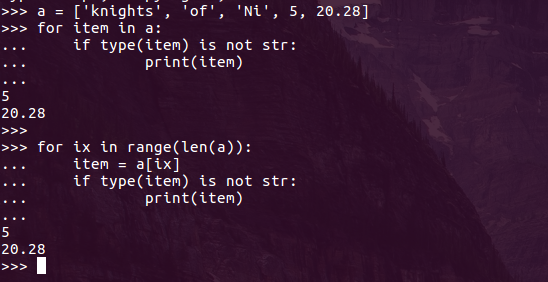 >>> a = ['knights', 'of', 'Ni', 5, 20.28]
>>> for item in a:
...     if type(item) is not str:
...             print(item)
...
5
20.28
>>>
>>> for ix in range(len(a)):
...     item = a[ix]
...     if type(item) is not str:
...             print(item)
...
5
20.28
>>>